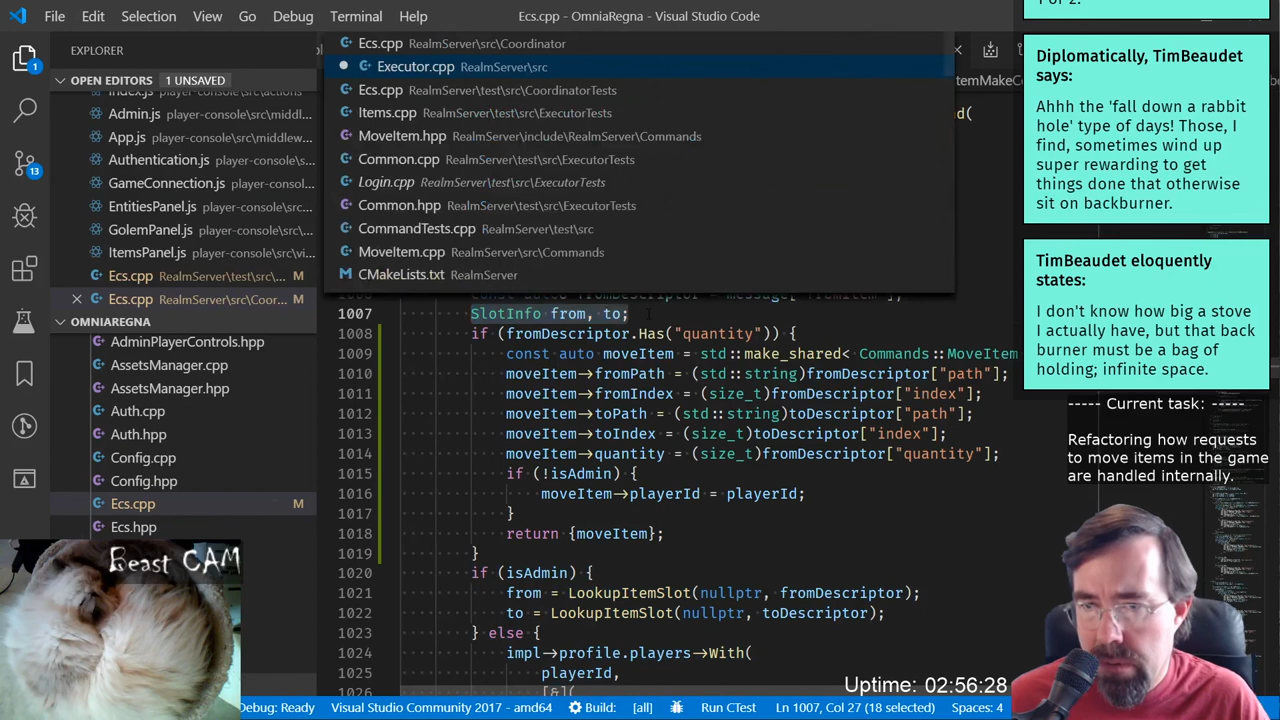 File Edit Selection View Go Debug Terminal Help
Ecs.cpp - OmniaRegna - Visual Studio Code
EXPLORER
OPEN EDITORS 1 UNSAVED
Index.js player-console\src\actions
Admin.js player-console\src\middl...
App.js player-console\src\middlew...
Authentication.js player-consol...
GameConnection.js player-cons...
EntitiesPanel.js player-console\s...
GolemPanel.js player-console\sr...
ItemsPanel.js player-console\src\vi...
Ecs.cpp RealmServer\test\src\... M
Ecs.cpp RealmServer\src\Coor... M
OMNIAREGNA
AdminPlayerControls.hpp
AssetsManager.cpp
AssetsManager.hpp
Auth.cpp
Auth.hpp
Config.cpp
Config.hpp
Ecs.cpp M
Ecs.hpp
1
13
Ecs.cpp RealmServer\src\Coordinator
Executor.cpp RealmServer\src
Ecs.cpp RealmServer\test\src\CoordinatorTests
Items.cpp RealmServer\test\src\ExecutorTests
MoveItem.hpp RealmServer\include\RealmServer\Commands
Common.cpp RealmServer\test\src\ExecutorTests
Login.cpp RealmServer\test\src\ExecutorTests
Common.hpp RealmServer\test\src\ExecutorTests
CommandTests.cpp RealmServer\test\src
MoveItem.cpp RealmServer\src\Commands
CMakeLists.txt RealmServer
1007 SlotInfo from, to;
1008 if (fromDescriptor.Has("quantity")) {
1009 const auto moveItem = std::make_shared< Commands::MoveItem
1010 moveItem->fromPath = (std::string)fromDescriptor["path"];
1011 moveItem->fromIndex = (size_t)fromDescriptor["index"];
1012 moveItem->toPath = (std::string)toDescriptor["path"];
1013 moveItem->toIndex = (size_t)toDescriptor["index"];
1014 moveItem->quantity = (size_t)fromDescriptor["quantity"];
1015 if (!isAdmin) {
1016 moveItem->playerId = playerId;
1017 }
1018 return {moveItem};
1019 }
1020 if (isAdmin) {
1021 from = LookupItemSlot(nullptr, fromDescriptor);
1022 to = LookupItemSlot(nullptr, toDescriptor);
1023 } else {
1024 impl->profile.players->With(
1025 playerId,
1026 [&](
Diplomatically, TimBeaudet
says:
Ahhh the 'fall down a rabbit
hole' type of days! Those, I
find, sometimes wind up
super rewarding to get
things done that otherwise
sit on backburner.
TimBeaudet eloquently
states:
I don't know how big a stove
I actually have, but that back
burner must be a bag of
holding; infinite space.
----- Current task: -----
Refactoring how requests
to move items in the game
are handled internally.
Beast CAM
Uptime: 02:56:28
Debug: Ready Visual Studio Community 2017 - amd64 Build: [all] Run CTest Ln 1007, Col 27 (18 selected) Spaces: 4